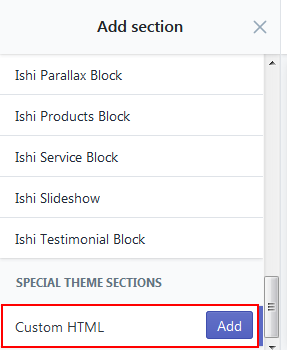 Add section
Ishi Parallax Block
Ishi Products Block
Ishi Service Block
Ishi Slideshow
Ishi Testimonial Block
SPECIAL THEME SECTIONS
Custom HTML Add